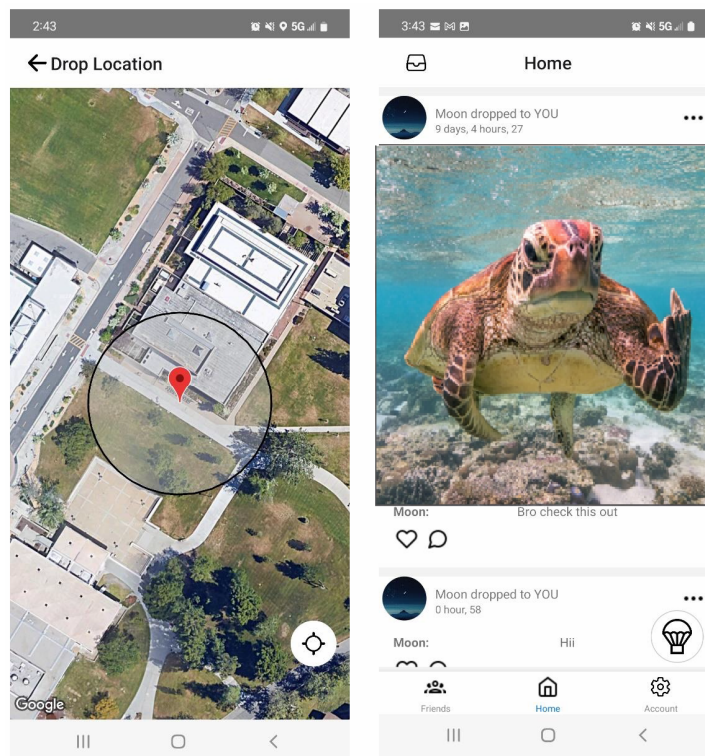 2:43
5G
Drop Location
Google
3:43
5G
Home
Moon dropped to YOU
9 days, 4 hours, 27
Moon: Bro check this out
Moon dropped to YOU
0 hour, 58
Moon: Hii
Friends Home Account